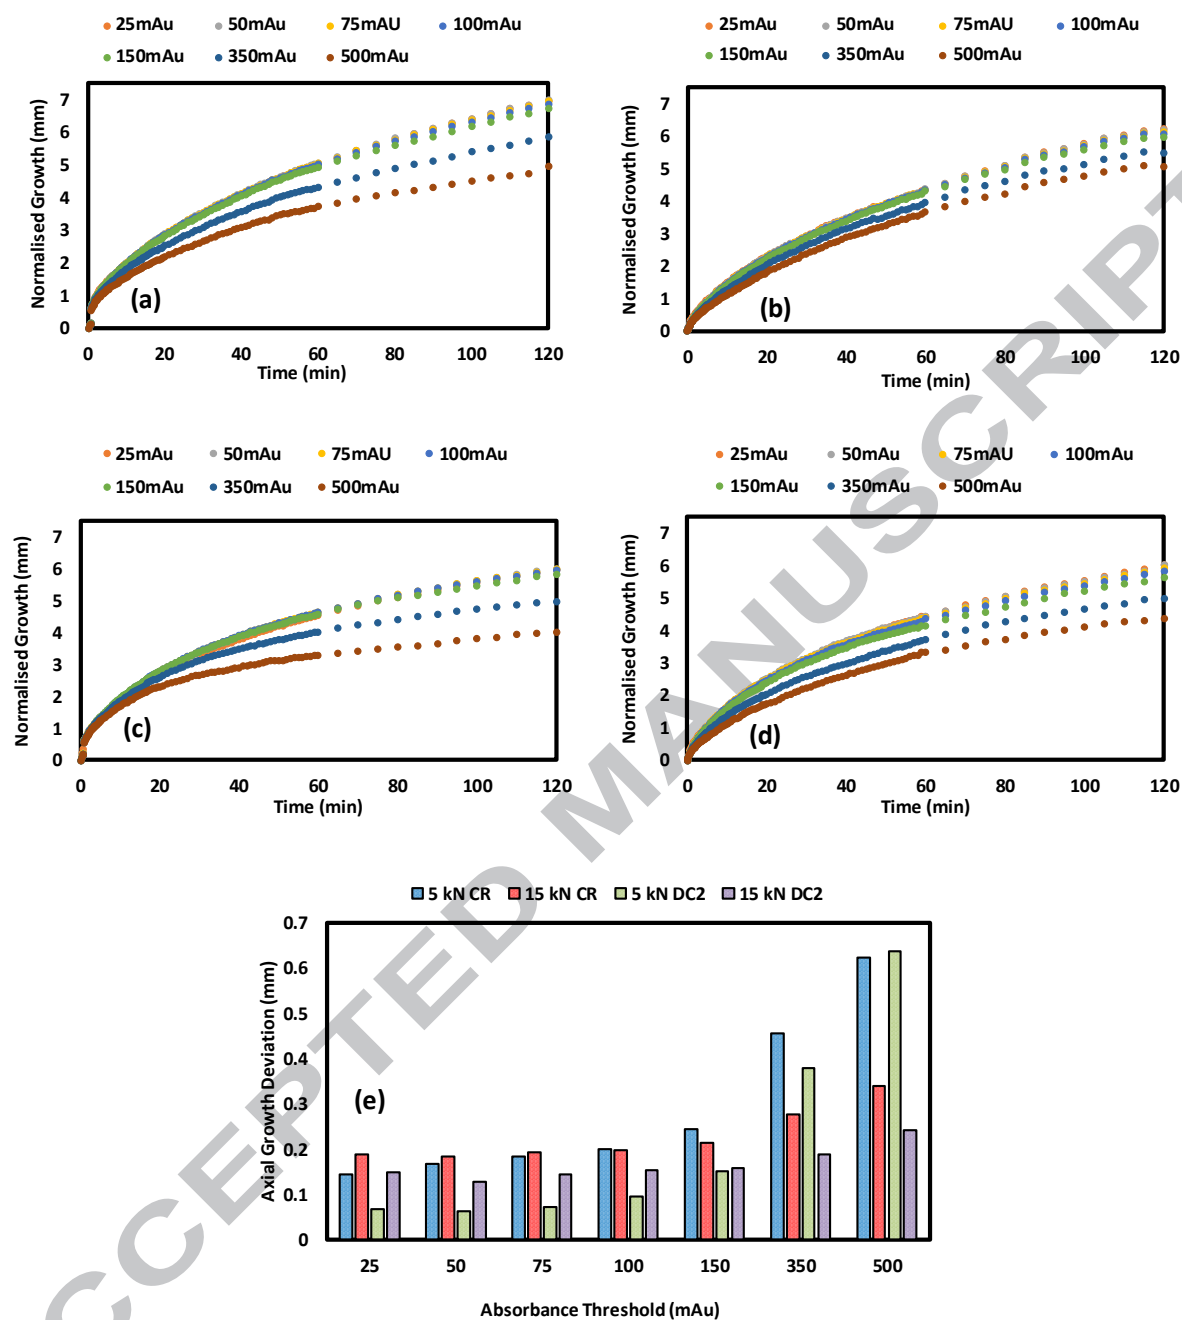 25mAu 50mAu 75mAU 100mAu
150mAu 350mAu 500mAu
Normalised Growth (mm)
7
6
5
4
3
2
1
0
(a)
0 20 40 60 80 100 120
Time (min)
25mAu 50mAu 75mAU 100mAu
150mAu 350mAu 500mAu
Normalised Growth (mm)
7
6
5
4
3
2
1
0
(b)
0 20 40 60 80 100 120
Time (min)
25mAu 50mAu 75mAU 100mAu
150mAu 350mAu 500mAu
Normalised Growth (mm)
7
6
5
4
3
2
1
0
(c)
0 20 40 60 80 100 120
Time (min)
25mAu 50mAu 75mAU 100mAu
150mAu 350mAu 500mAu
Normalised Growth (mm)
7
6
5
4
3
2
1
0
(d)
0 20 40 60 80 100 120
Time (min)
5 kN CR 15 kN CR 5 kN DC2 15 kN DC2
Axial Growth Deviation (mm)
0.7
0.6
0.5
0.4
0.3
0.2
0.1
0
(e)
25 50 75 100 150 350 500
Absorbance Threshold (mAu)
CCEPTED MANUSCRIPT